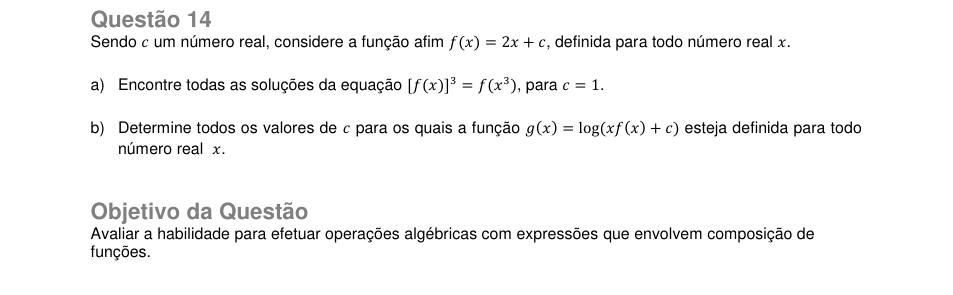 Questão 14
Sendo c um número real, considere a função afim f(x) = 2x + c, definida para todo número real x.
a) Encontre todas as soluções da equação [f(x)]³ = f(x³), para c = 1.
b) Determine todos os valores de c para os quais a função g(x) = log(xf(x) + c) esteja definida para todo
número real x.
Objetivo da Questão
Avaliar a habilidade para efetuar operações algébricas com expressões que envolvem composição de
funções.